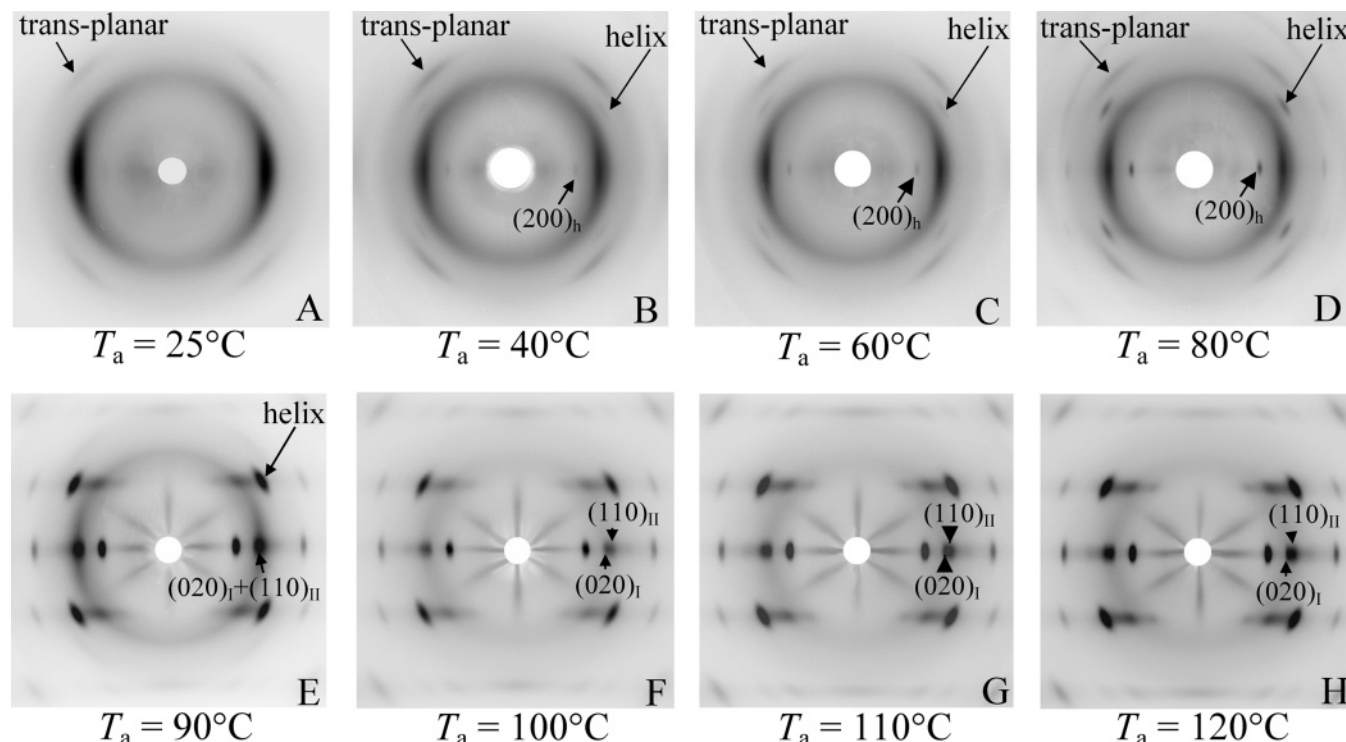 trans-planar
A
Tₐ = 25°C
trans-planar
helix
(200)ₕ
B
Tₐ = 40°C
trans-planar
helix
(200)ₕ
C
Tₐ = 60°C
trans-planar
helix
(200)ₕ
D
Tₐ = 80°C
helix
(020)I+(110)II
E
Tₐ = 90°C
(110)II
(020)I
F
Tₐ = 100°C
(110)II
(020)I
G
Tₐ = 110°C
(110)II
(020)I
H
Tₐ = 120°C